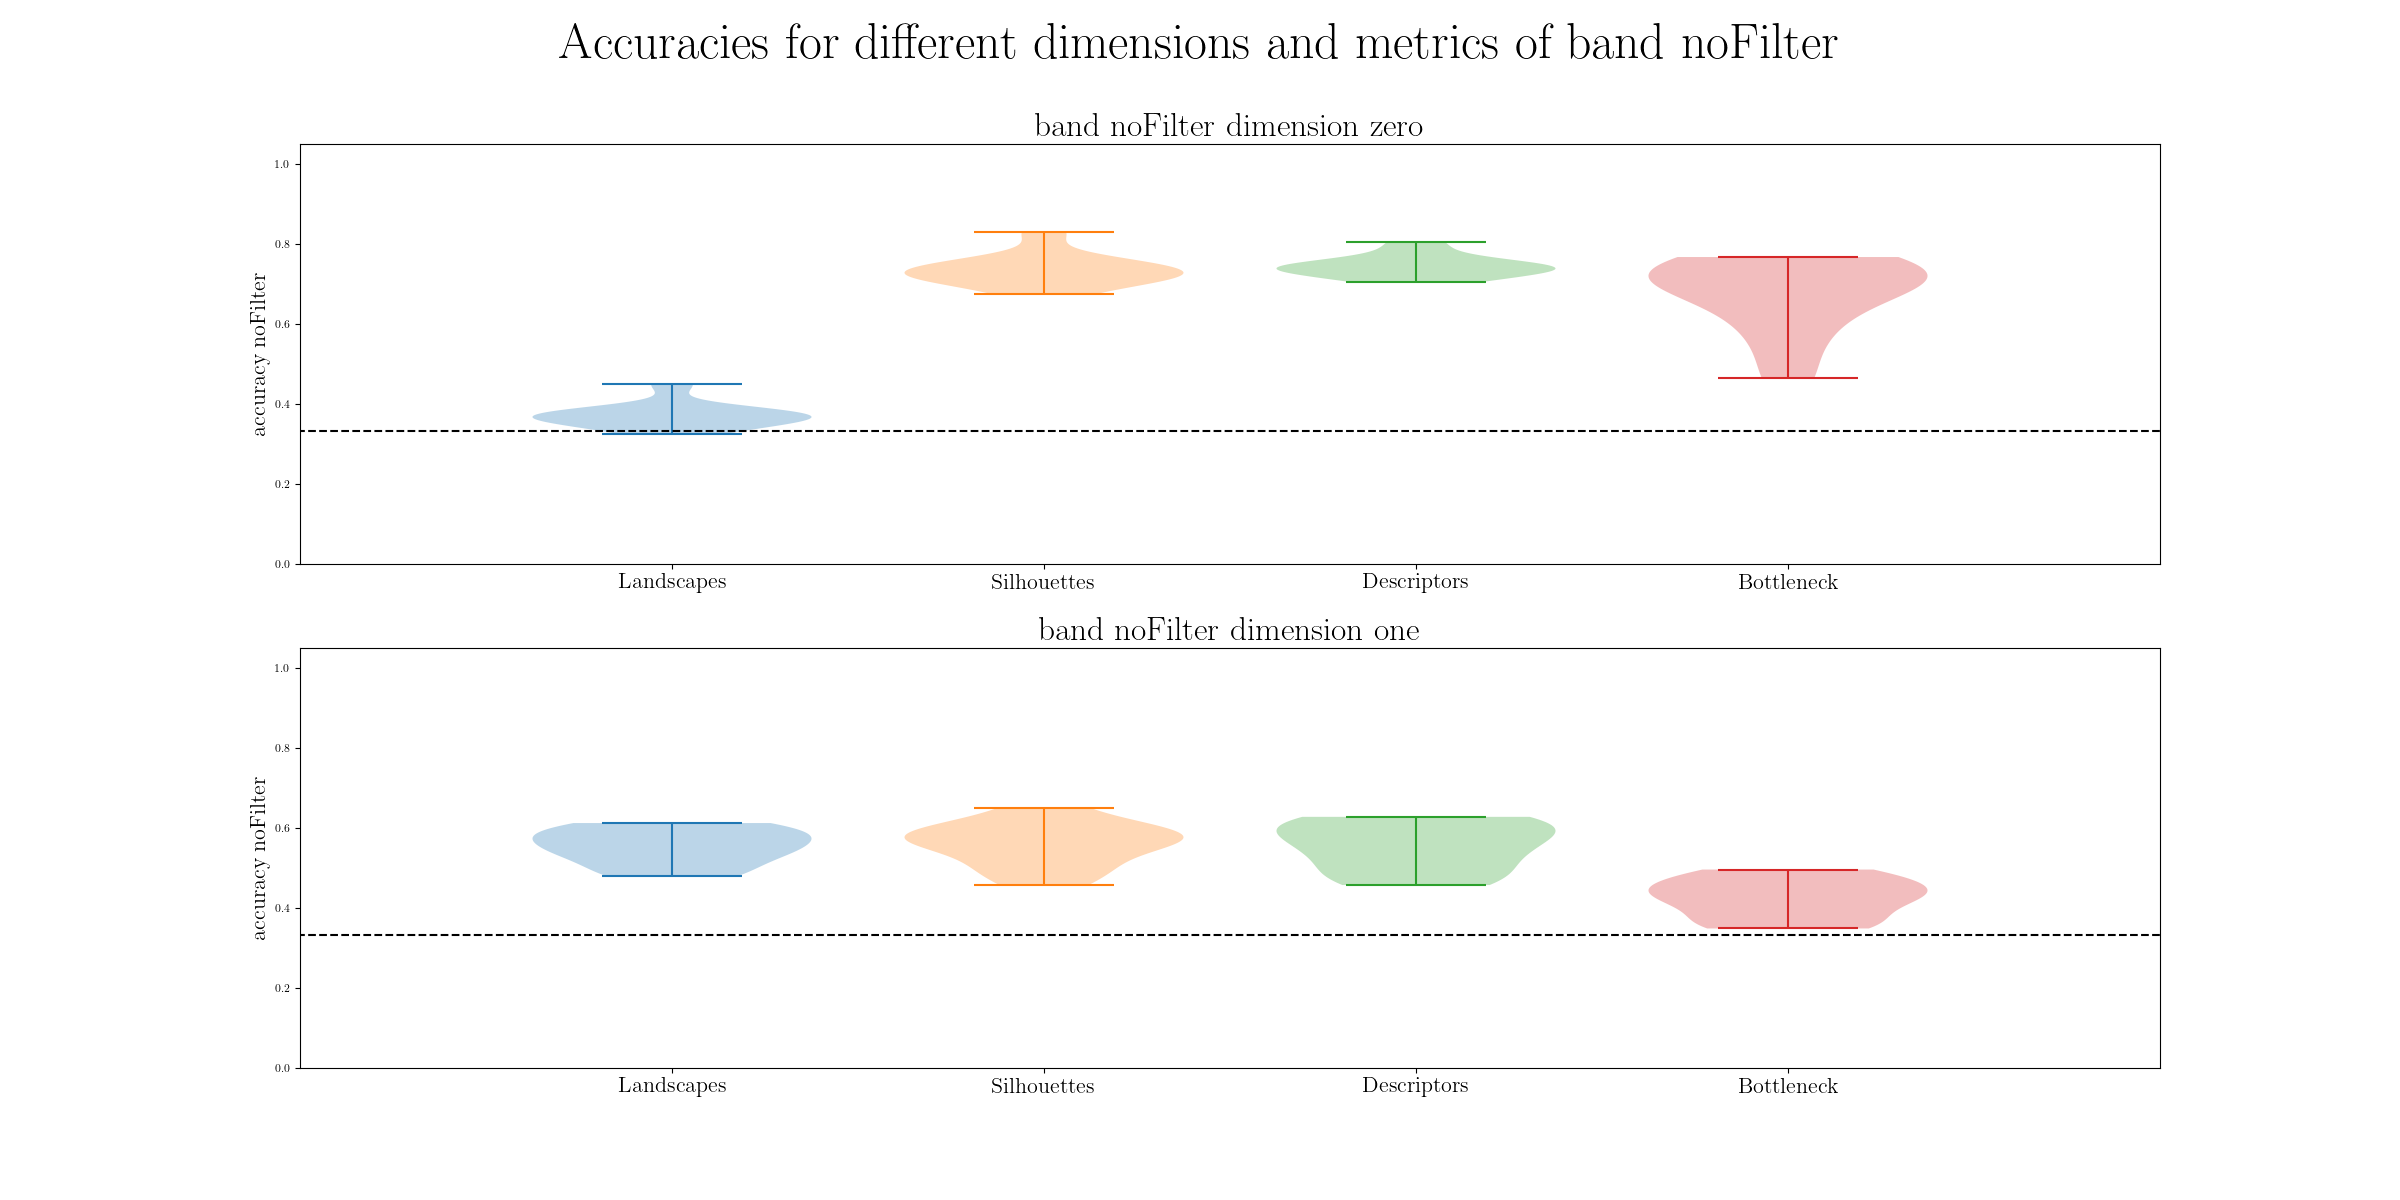 Accuracies for different dimensions and metrics of band noFilter
band noFilter dimension zero
accuracy noFilter
1.0
0.8
0.6
0.4
0.2
0.0
Landscapes Silhouettes Descriptors Bottleneck
band noFilter dimension one
accuracy noFilter
1.0
0.8
0.6
0.4
0.2
0.0
Landscapes Silhouettes Descriptors Bottleneck